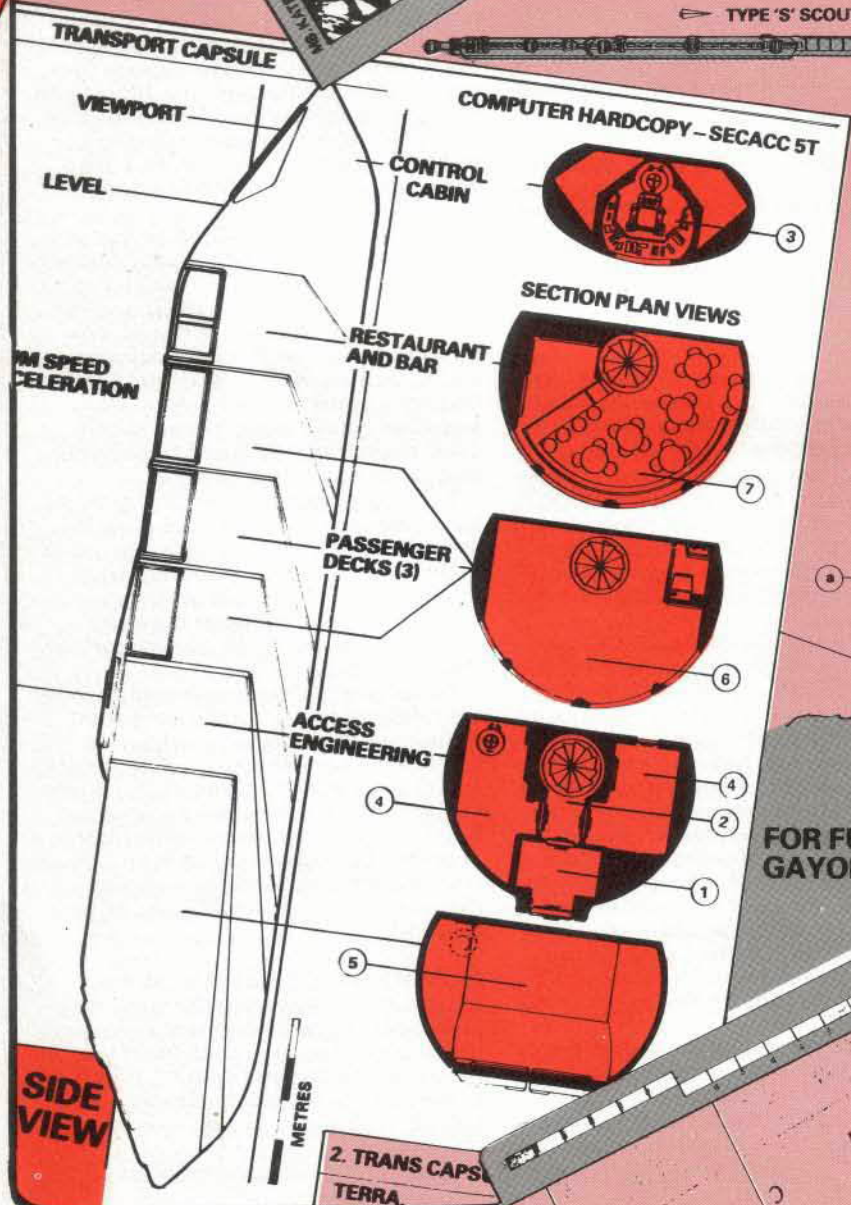 TYPE 'S' SCOUT
TRANSPORT CAPSULE
COMPUTER HARDCOPY – SECACC 5T
VIEWPORT
LEVEL
CONTROL
CABIN
3
SECTION PLAN VIEWS
RESTAURANT
AND BAR
M SPEED
CELERATION
7
PASSENGER
DECKS (3)
a
6
ACCESS
ENGINEERING
4
4
2
1
FOR FU
GAYO
5
SIDE
VIEW
METRES
2. TRANS CAPSU
TERRA.